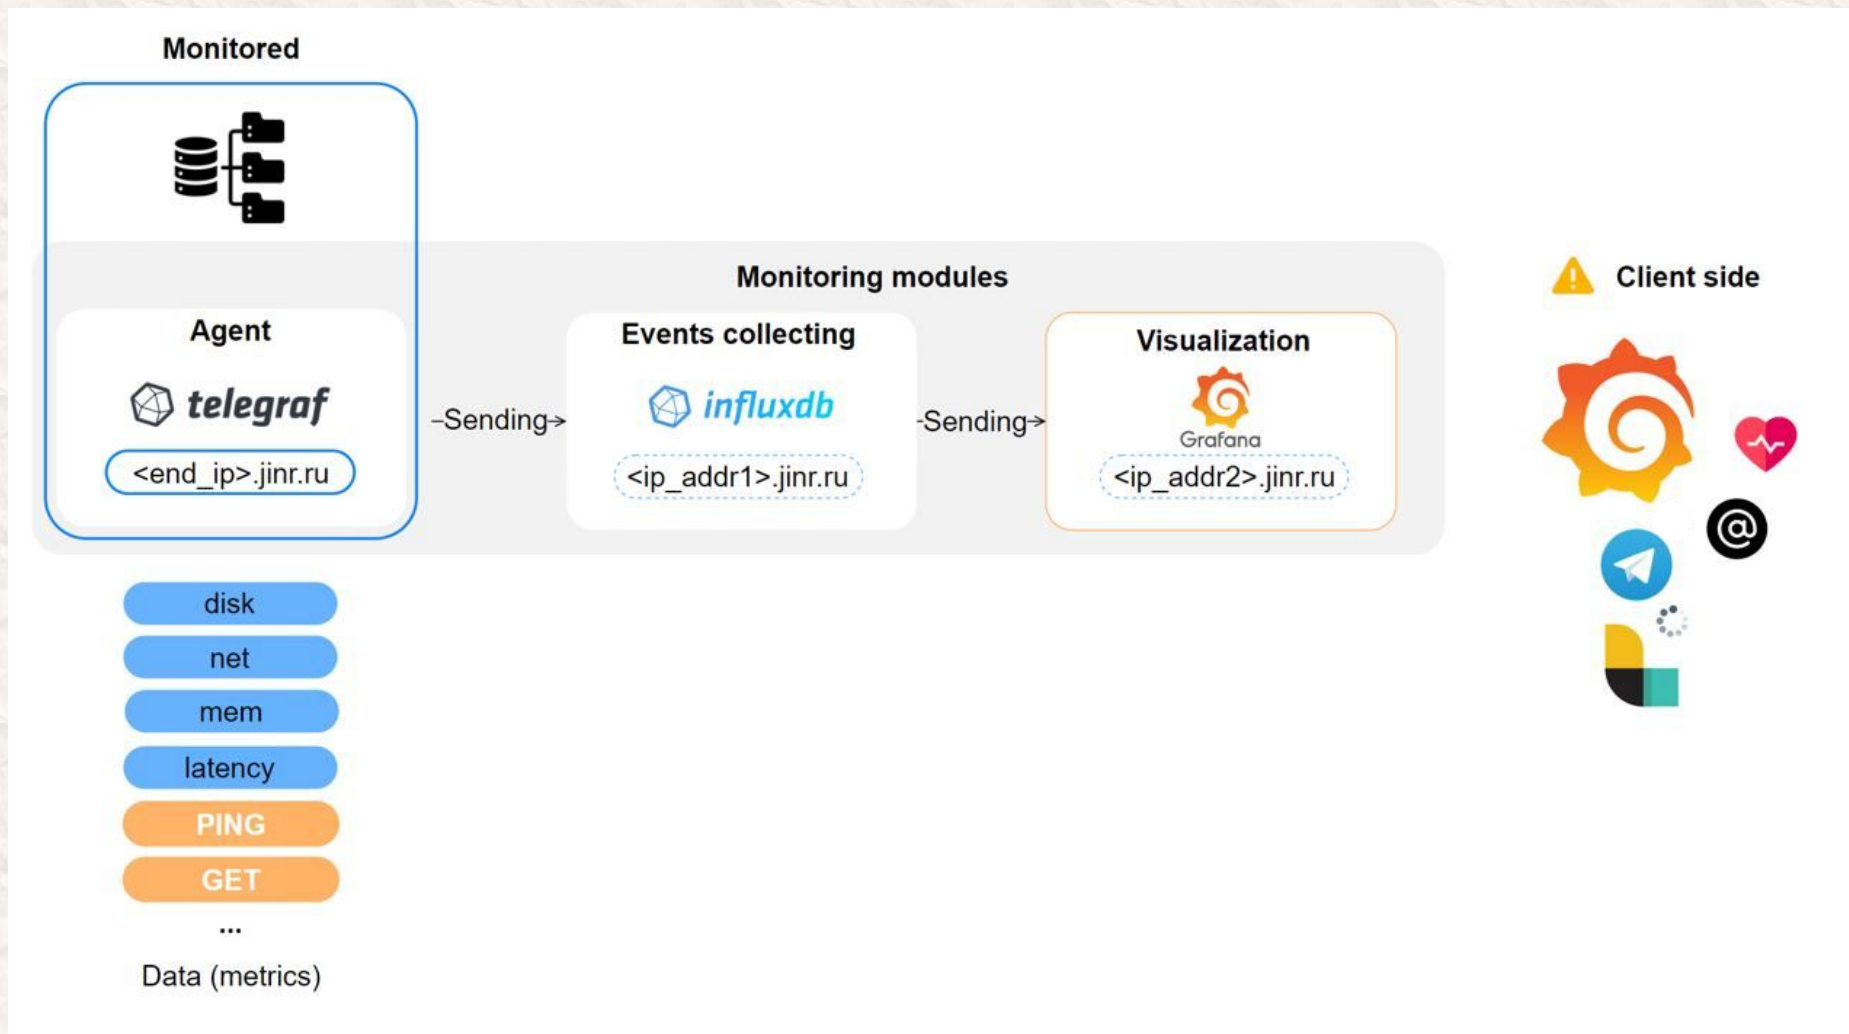 Monitored
Monitoring modules
Agent
telegraf
<end_ip>.jinr.ru
Sending
Events collecting
influxdb
<ip_addr1>.jinr.ru
Sending
Visualization
Grafana
<ip_addr2>.jinr.ru
Client side
@
disk
net
mem
latency
PING
GET
...
Data (metrics)